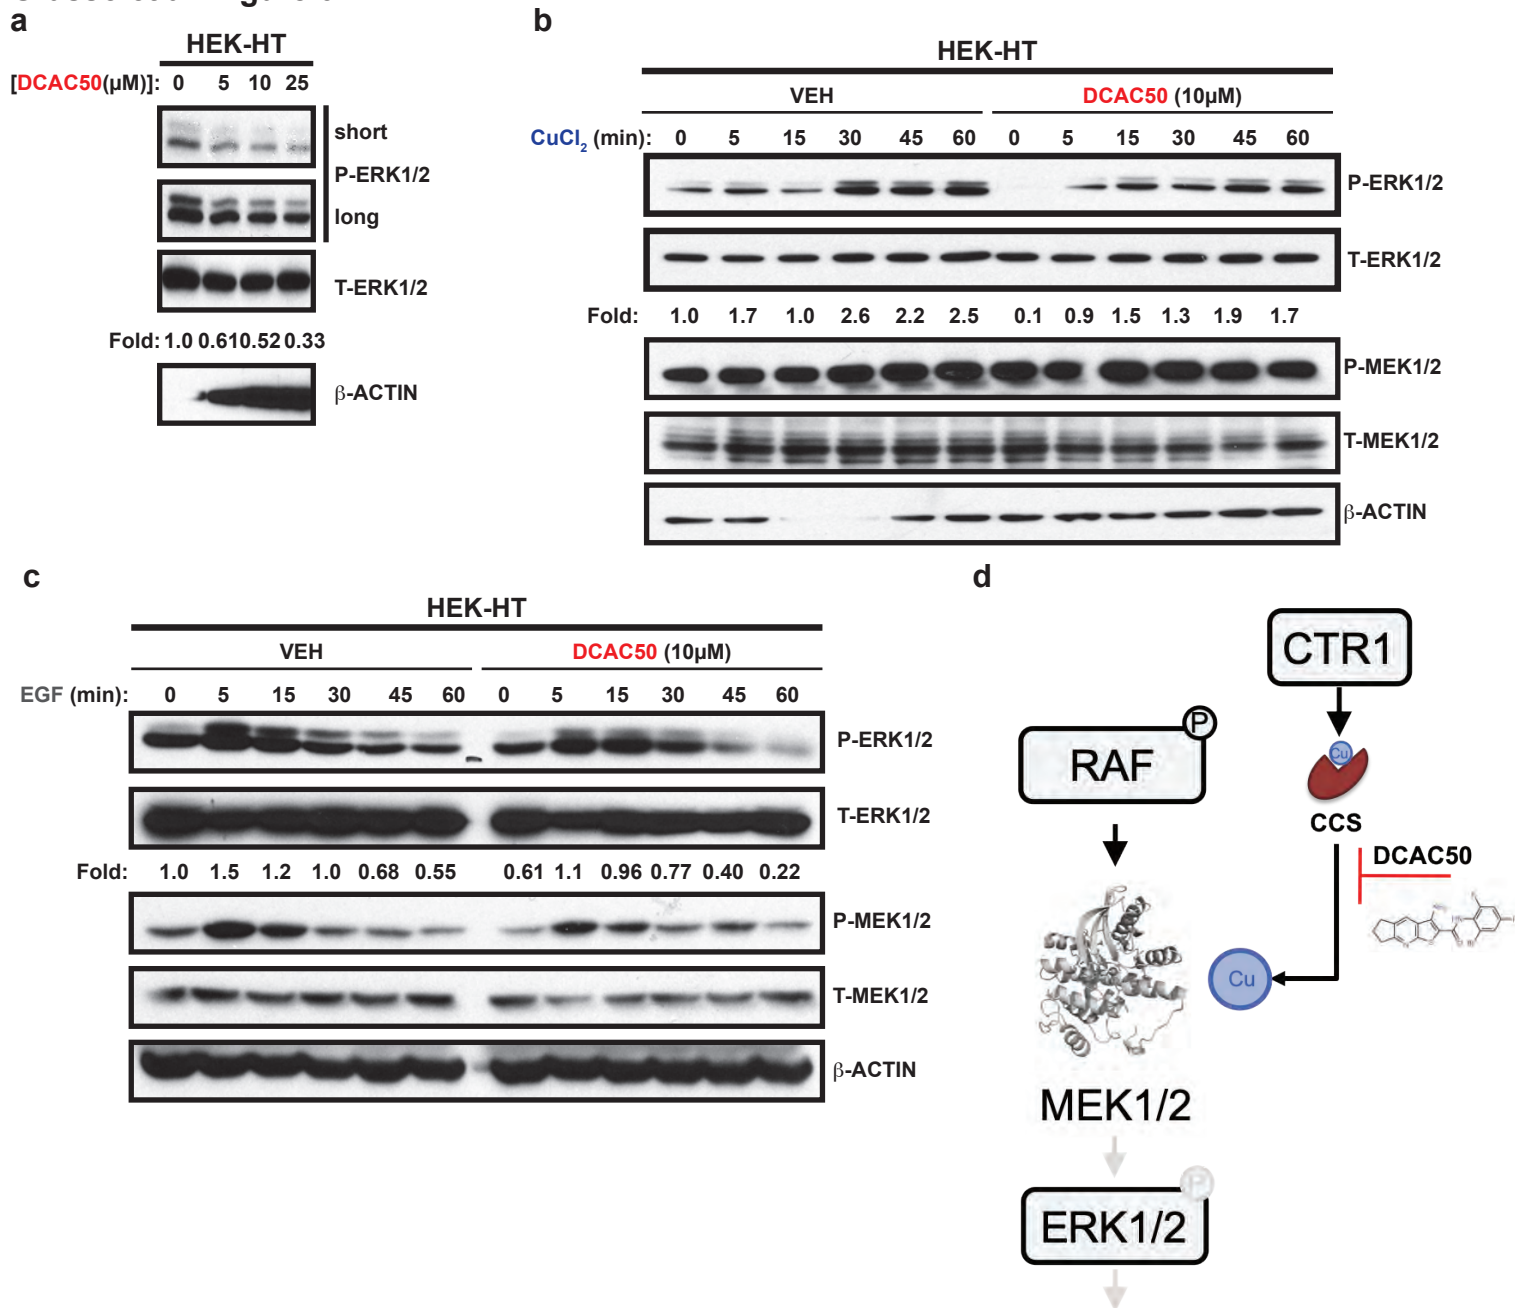 a
HEK-HT
[DCAC50(µM)]: 0 5 10 25
short
P-ERK1/2
long
T-ERK1/2
Fold: 1.0 0.61 0.52 0.33
β-ACTIN
b
HEK-HT
VEH DCAC50 (10µM)
CuCl2 (min): 0 5 15 30 45 60 0 5 15 30 45 60
P-ERK1/2
T-ERK1/2
Fold: 1.0 1.7 1.0 2.6 2.2 2.5 0.1 0.9 1.5 1.3 1.9 1.7
P-MEK1/2
T-MEK1/2
β-ACTIN
c
HEK-HT
VEH DCAC50 (10µM)
EGF (min): 0 5 15 30 45 60 0 5 15 30 45 60
P-ERK1/2
T-ERK1/2
Fold: 1.0 1.5 1.2 1.0 0.68 0.55 0.61 1.1 0.96 0.77 0.40 0.22
P-MEK1/2
T-MEK1/2
β-ACTIN
d
CTR1
P
RAF
Cu
CCS
DCAC50
Cu
MEK1/2
P
ERK1/2